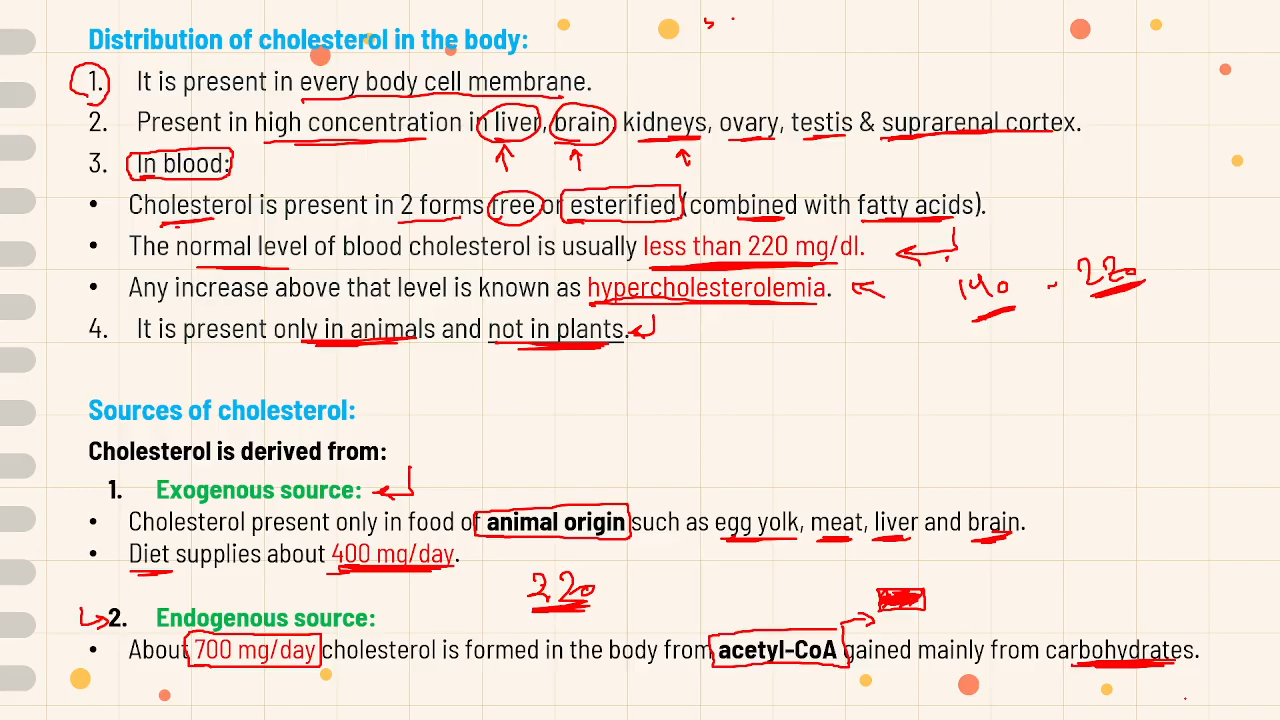 Distribution of cholesterol in the body:
1. It is present in every body cell membrane.
2. Present in high concentration in liver, brain, kidneys, ovary, testis & suprarenal cortex.
3. In blood:
• Cholesterol is present in 2 forms free or esterified (combined with fatty acids).
• The normal level of blood cholesterol is usually less than 220 mg/dl.
• Any increase above that level is known as hypercholesterolemia.
140 - 220
4. It is present only in animals and not in plants.
Sources of cholesterol:
Cholesterol is derived from:
1. Exogenous source:
• Cholesterol present only in food of animal origin such as egg yolk, meat, liver and brain.
• Diet supplies about 400 mg/day.
220
2. Endogenous source:
• About 700 mg/day cholesterol is formed in the body from acetyl-CoA gained mainly from carbohydrates.